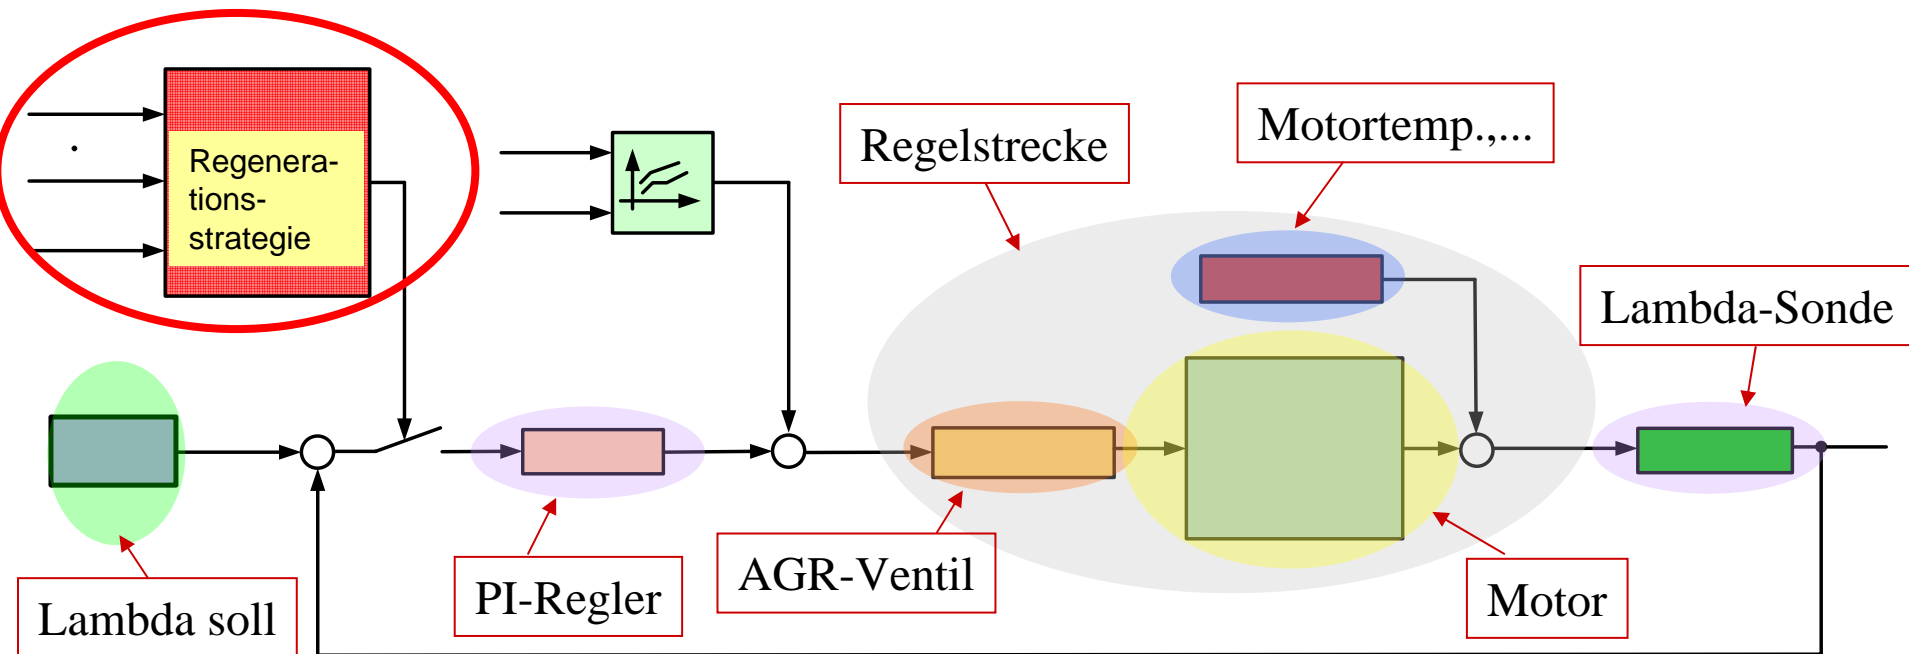 Regenera-
tions-
strategie
Regelstrecke
Motortemp.,...
Lambda-Sonde
Lambda soll
PI-Regler
AGR-Ventil
Motor